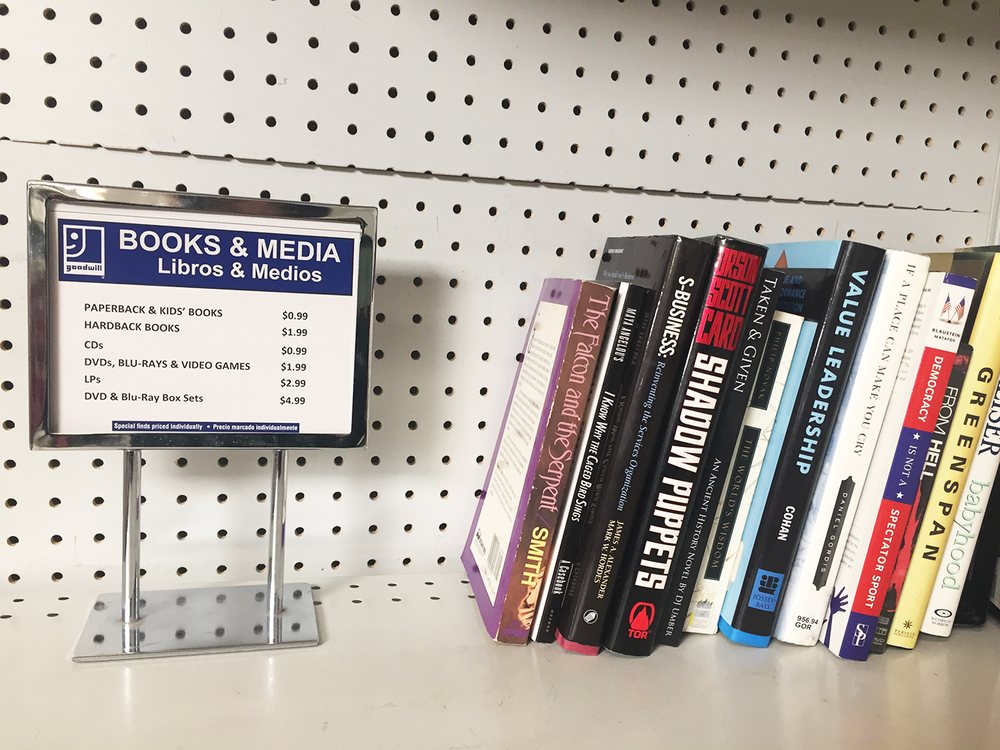 goodwill
BOOKS & MEDIA
Libros & Medios
PAPERBACK & KIDS' BOOKS $0.99
HARDBACK BOOKS $1.99
CDs $0.99
DVDs, BLU-RAYS & VIDEO GAMES $1.99
LPs $2.99
DVD & Blu-Ray Box Sets $4.99
Special finds priced individually • Precio marcado individualmente
The Falcon and the Serpent
SMITH
MAYA ANGELOU'S
I KNOW WHY THE CAGED BIRD SINGS
A Casebook
S-BUSINESS:
Reinventing the Services Organization
JAMES A. ALEXANDER
MARK W. HORDES
ORSON
SCOTT
CARD
SHADOW PUPPETS
TOR
TAKEN & GIVEN
AN ANCIENT HISTORY NOVEL BY DJ UMBER
THE WORLD'S WISDOM
VALUE LEADERSHIP
COHAN
JOSSEY
BASS
IF A PLACE CAN MAKE YOU CRY
DANIEL GORDIS
956.94
GOR
BLAUSTEIN
MATATOV
DEMOCRACY
IS NOT A
SPECTATOR SPORT
FROM HELL
GREENSPAN
babyhood